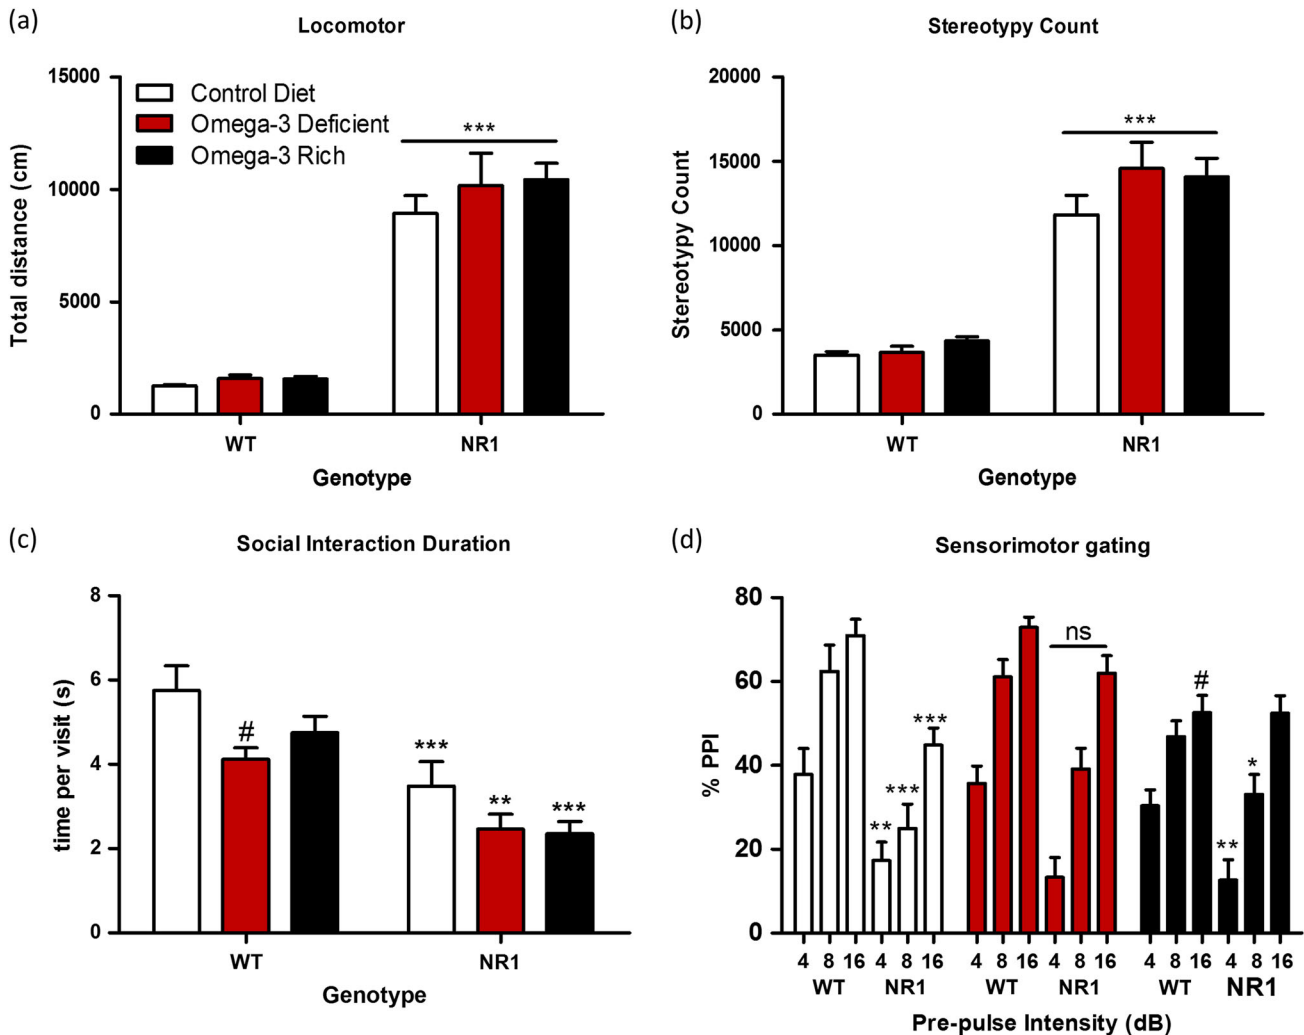 (a)
Locomotor
15000
10000
5000
0
Total distance (cm)
Control Diet
Omega-3 Deficient
Omega-3 Rich
***
WT
NR1
Genotype
(b)
Stereotypy Count
20000
15000
10000
5000
0
Stereotypy Count
***
WT
NR1
Genotype
(c)
Social Interaction Duration
8
6
4
2
0
time per visit (s)
#
***
**
***
WT
NR1
Genotype
(d)
Sensorimotor gating
80
60
40
20
0
% PPI
**
***
***
ns
#
**
*
4 8 16 4 8 16 4 8 16 4 8 16 4 8 16 4 8 16
WT NR1 WT NR1 WT NR1
Pre-pulse Intensity (dB)